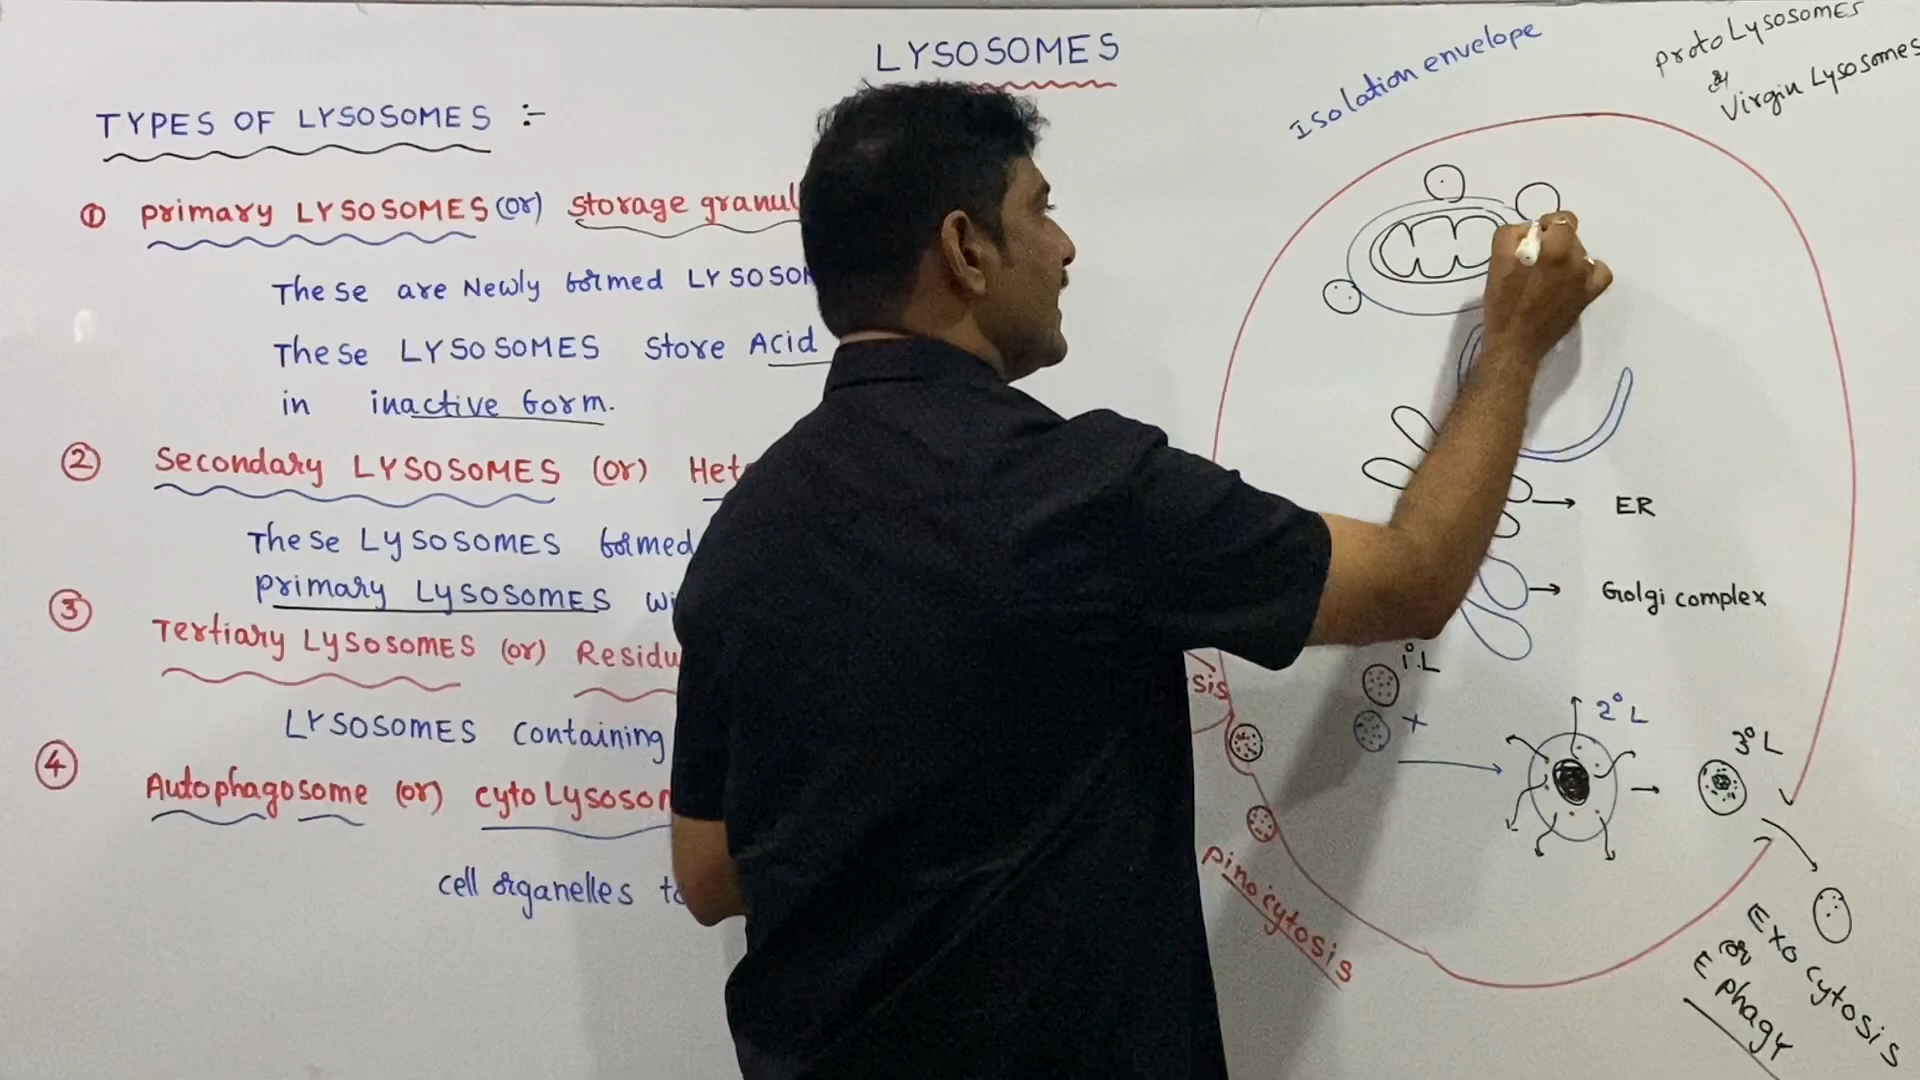 LYSOSOMES
TYPES OF LYSOSOMES :-
① primary LYSOSOMES (or) storage granul
These are Newly formed LYSOSOM
These LYSOSOMES store Acid
in inactive form.
② Secondary LYSOSOMES (or) Het
These LYSOSOMES formed
primary LYSOSOMES wi
③ Tertiary LYSOSOMES (or) Residu
LYSOSOMES containing
④ Autophagosome (or) cyto Lysosom
cell organelles to
Isolation envelope
proto Lysosomes
or
Virgin Lysosomes
ER
Golgi complex
1° L
sis
+
2° L
3° L
pinocytosis
Exocytosis
or
Ephagy